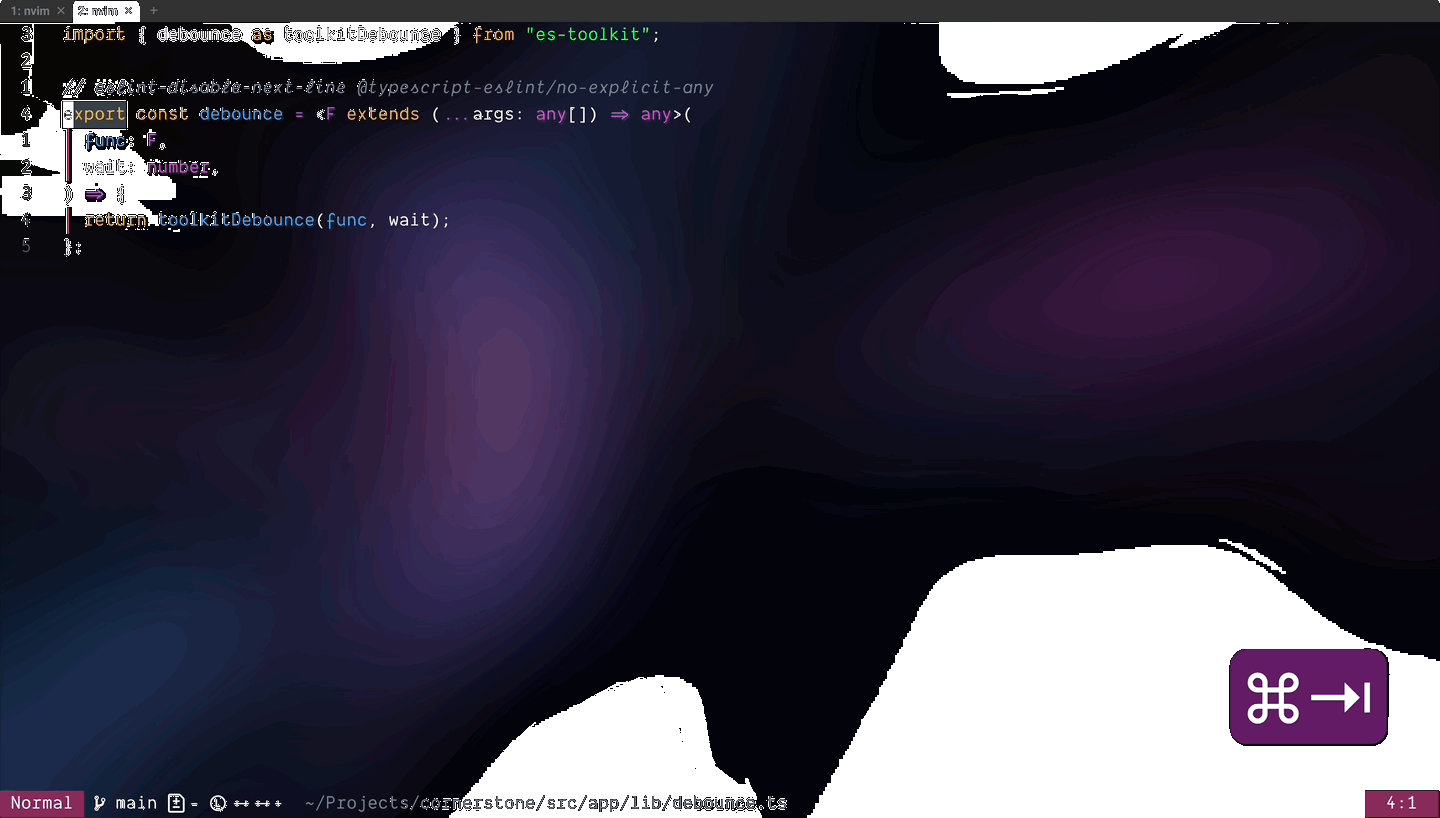 1: nvim × 2: nvim × +
3 import { debounce as toolkitDebounce } from "es-toolkit";
2
1 // eslint-disable-next-line @typescript-eslint/no-explicit-any
4 export const debounce = <F extends (...args: any[]) => any>(
1 func: F,
2 wait: number,
3 ) => {
4 return toolkitDebounce(func, wait);
5 };
⌘⇥
Normal main ~/Projects/cornerstone/src/app/lib/debounce.ts 4:1